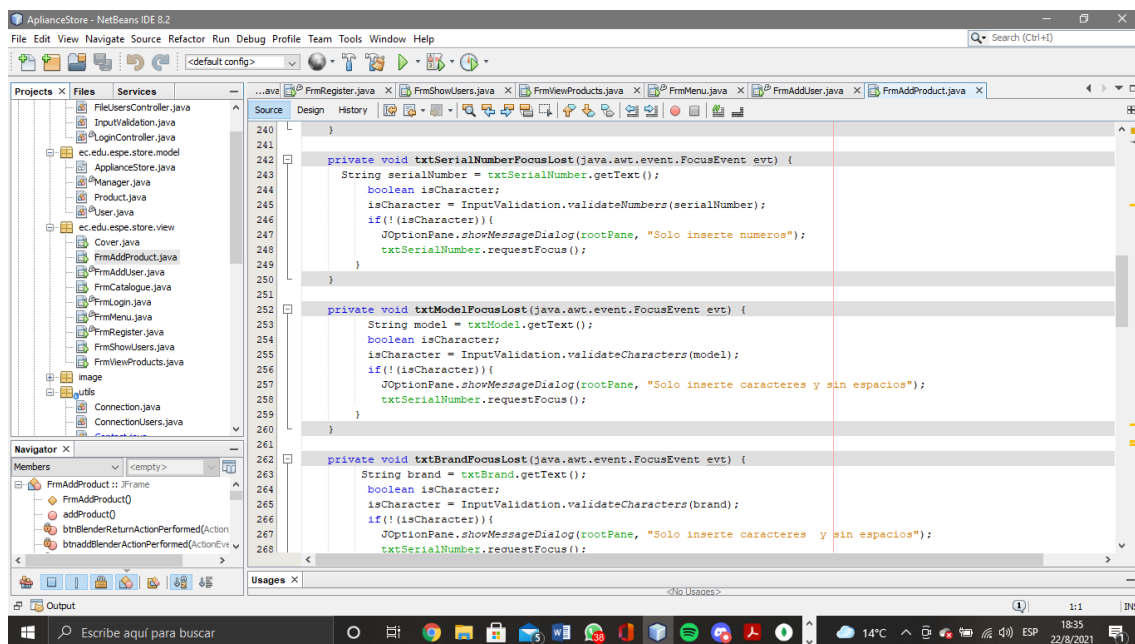 AplianceStore - NetBeans IDE 8.2
File Edit View Navigate Source Refactor Run Debug Profile Team Tools Window Help
Search (Ctrl+I)
<default config>
Projects × Files Services
...ava FrmRegister.java × FrmShowUsers.java × FrmViewProducts.java × FrmMenu.java × FrmAddUser.java × FrmAddProduct.java ×
Source Design History
FileUsersController.java
InputValidation.java
LoginController.java
ec.edu.espe.store.model
ApplianceStore.java
Manager.java
Product.java
User.java
ec.edu.espe.store.view
Cover.java
FrmAddProduct.java
FrmAddUser.java
FrmCatalogue.java
FrmLogin.java
FrmMenu.java
FrmRegister.java
FrmShowUsers.java
FrmViewProducts.java
image
utils
Connection.java
ConnectionUsers.java
240 }
241
242 private void txtSerialNumberFocusLost(java.awt.event.FocusEvent evt) {
243 String serialNumber = txtSerialNumber.getText();
244 boolean isCharacter;
245 isCharacter = InputValidation.validateNumbers(serialNumber);
246 if(!(isCharacter)){
247 JOptionPane.showMessageDialog(rootPane, "Solo inserte numeros");
248 txtSerialNumber.requestFocus();
249 }
250 }
251
252 private void txtModelFocusLost(java.awt.event.FocusEvent evt) {
253 String model = txtModel.getText();
254 boolean isCharacter;
255 isCharacter = InputValidation.validateCharacters(model);
256 if(!(isCharacter)){
257 JOptionPane.showMessageDialog(rootPane, "Solo inserte caracteres y sin espacios");
258 txtSerialNumber.requestFocus();
259 }
260 }
261
262 private void txtBrandFocusLost(java.awt.event.FocusEvent evt) {
263 String brand = txtBrand.getText();
264 boolean isCharacter;
265 isCharacter = InputValidation.validateCharacters(brand);
266 if(!(isCharacter)){
267 JOptionPane.showMessageDialog(rootPane, "Solo inserte caracteres  y sin espacios");
268 txtSerialNumber.requestFocus();
Navigator ×
Members <empty>
FrmAddProduct :: JFrame
FrmAddProduct()
addProduct()
btnBlenderReturnActionPerformed(Action
btnaddBlenderActionPerformed(ActionEve
Usages ×
<No Usages>
Output
1
1:1
INS
Escribe aquí para buscar
14°C
ESP
18:35
22/8/2021